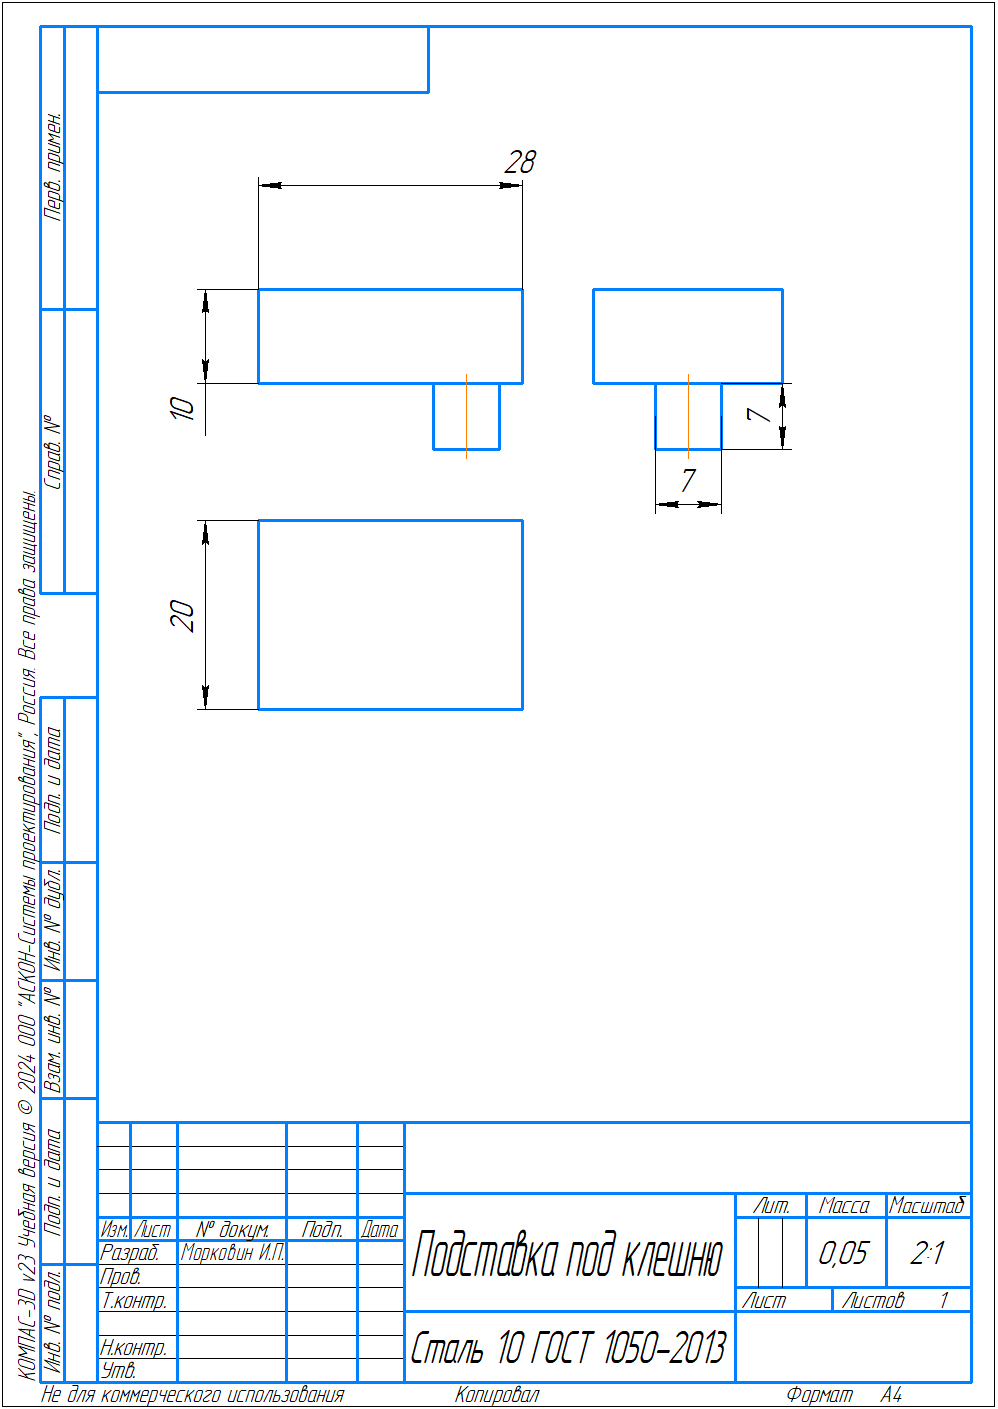 Перв. примен.
Справ. №
Подп. и дата
Инв. № дубл.
Взам. инв. №
Подп. и дата
Инв. № подл.
КОМПАС-3D v23 Учебная версия © 2024 ООО "АСКОН-Системы проектирования", Россия. Все права защищены.
28
10
7
7
20
Изм. Лист № докум. Подп. Дата
Разраб. Морковин И.П.
Пров.
Т.контр.
Н.контр.
Утв.
Подставка под клешню
Сталь 10 ГОСТ 1050-2013
Лит. Масса Масштаб
0,05 2:1
Лист Листов 1
Не для коммерческого использования Копировал Формат А4